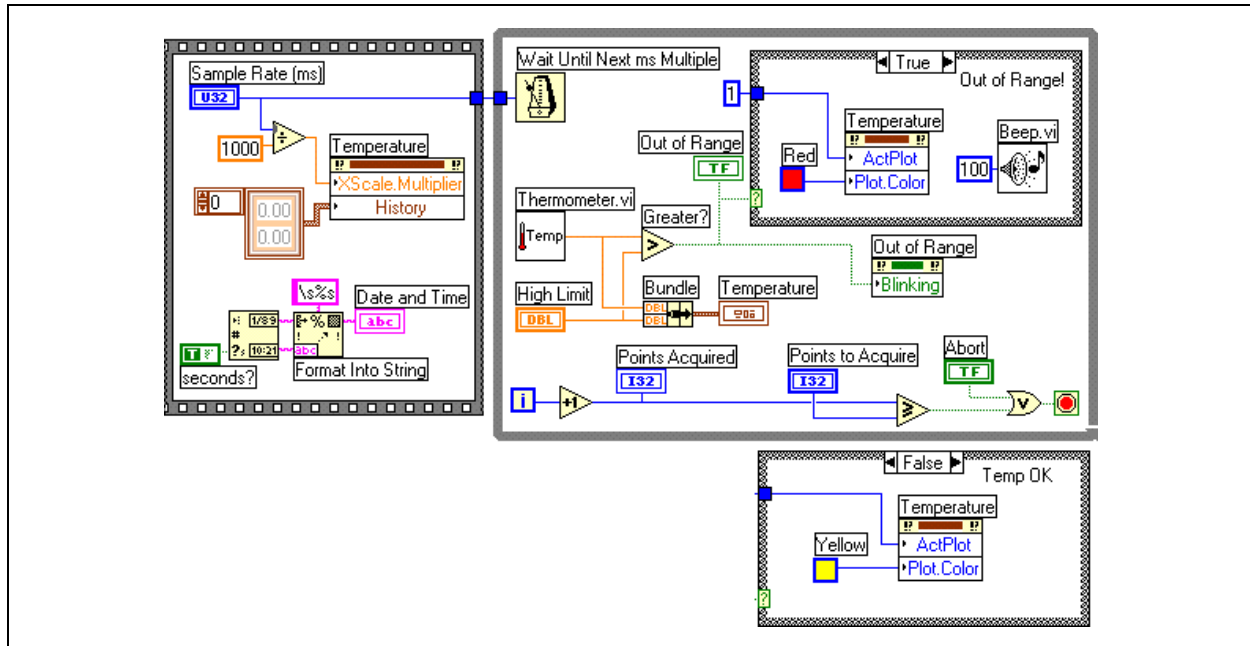 Sample Rate (ms)
U32
1000
÷
Temperature
XScale.Multiplier
History
0
0.00
0.00
\s%s
Date and Time
abc
1/89
#
?s 10:21
%
abc
T
seconds?
Format Into String
Wait Until Next ms Multiple
True
Out of Range!
1
Temperature
ActPlot
Plot.Color
Red
Beep.vi
100
Out of Range
TF
?
Thermometer.vi
Temp
Greater?
>
Out of Range
Blinking
High Limit
DBL
Bundle
DBL
DBL
Temperature
Points Acquired
I32
Points to Acquire
I32
Abort
TF
i
+1
≥
V
False
Temp OK
Temperature
ActPlot
Plot.Color
Yellow
?